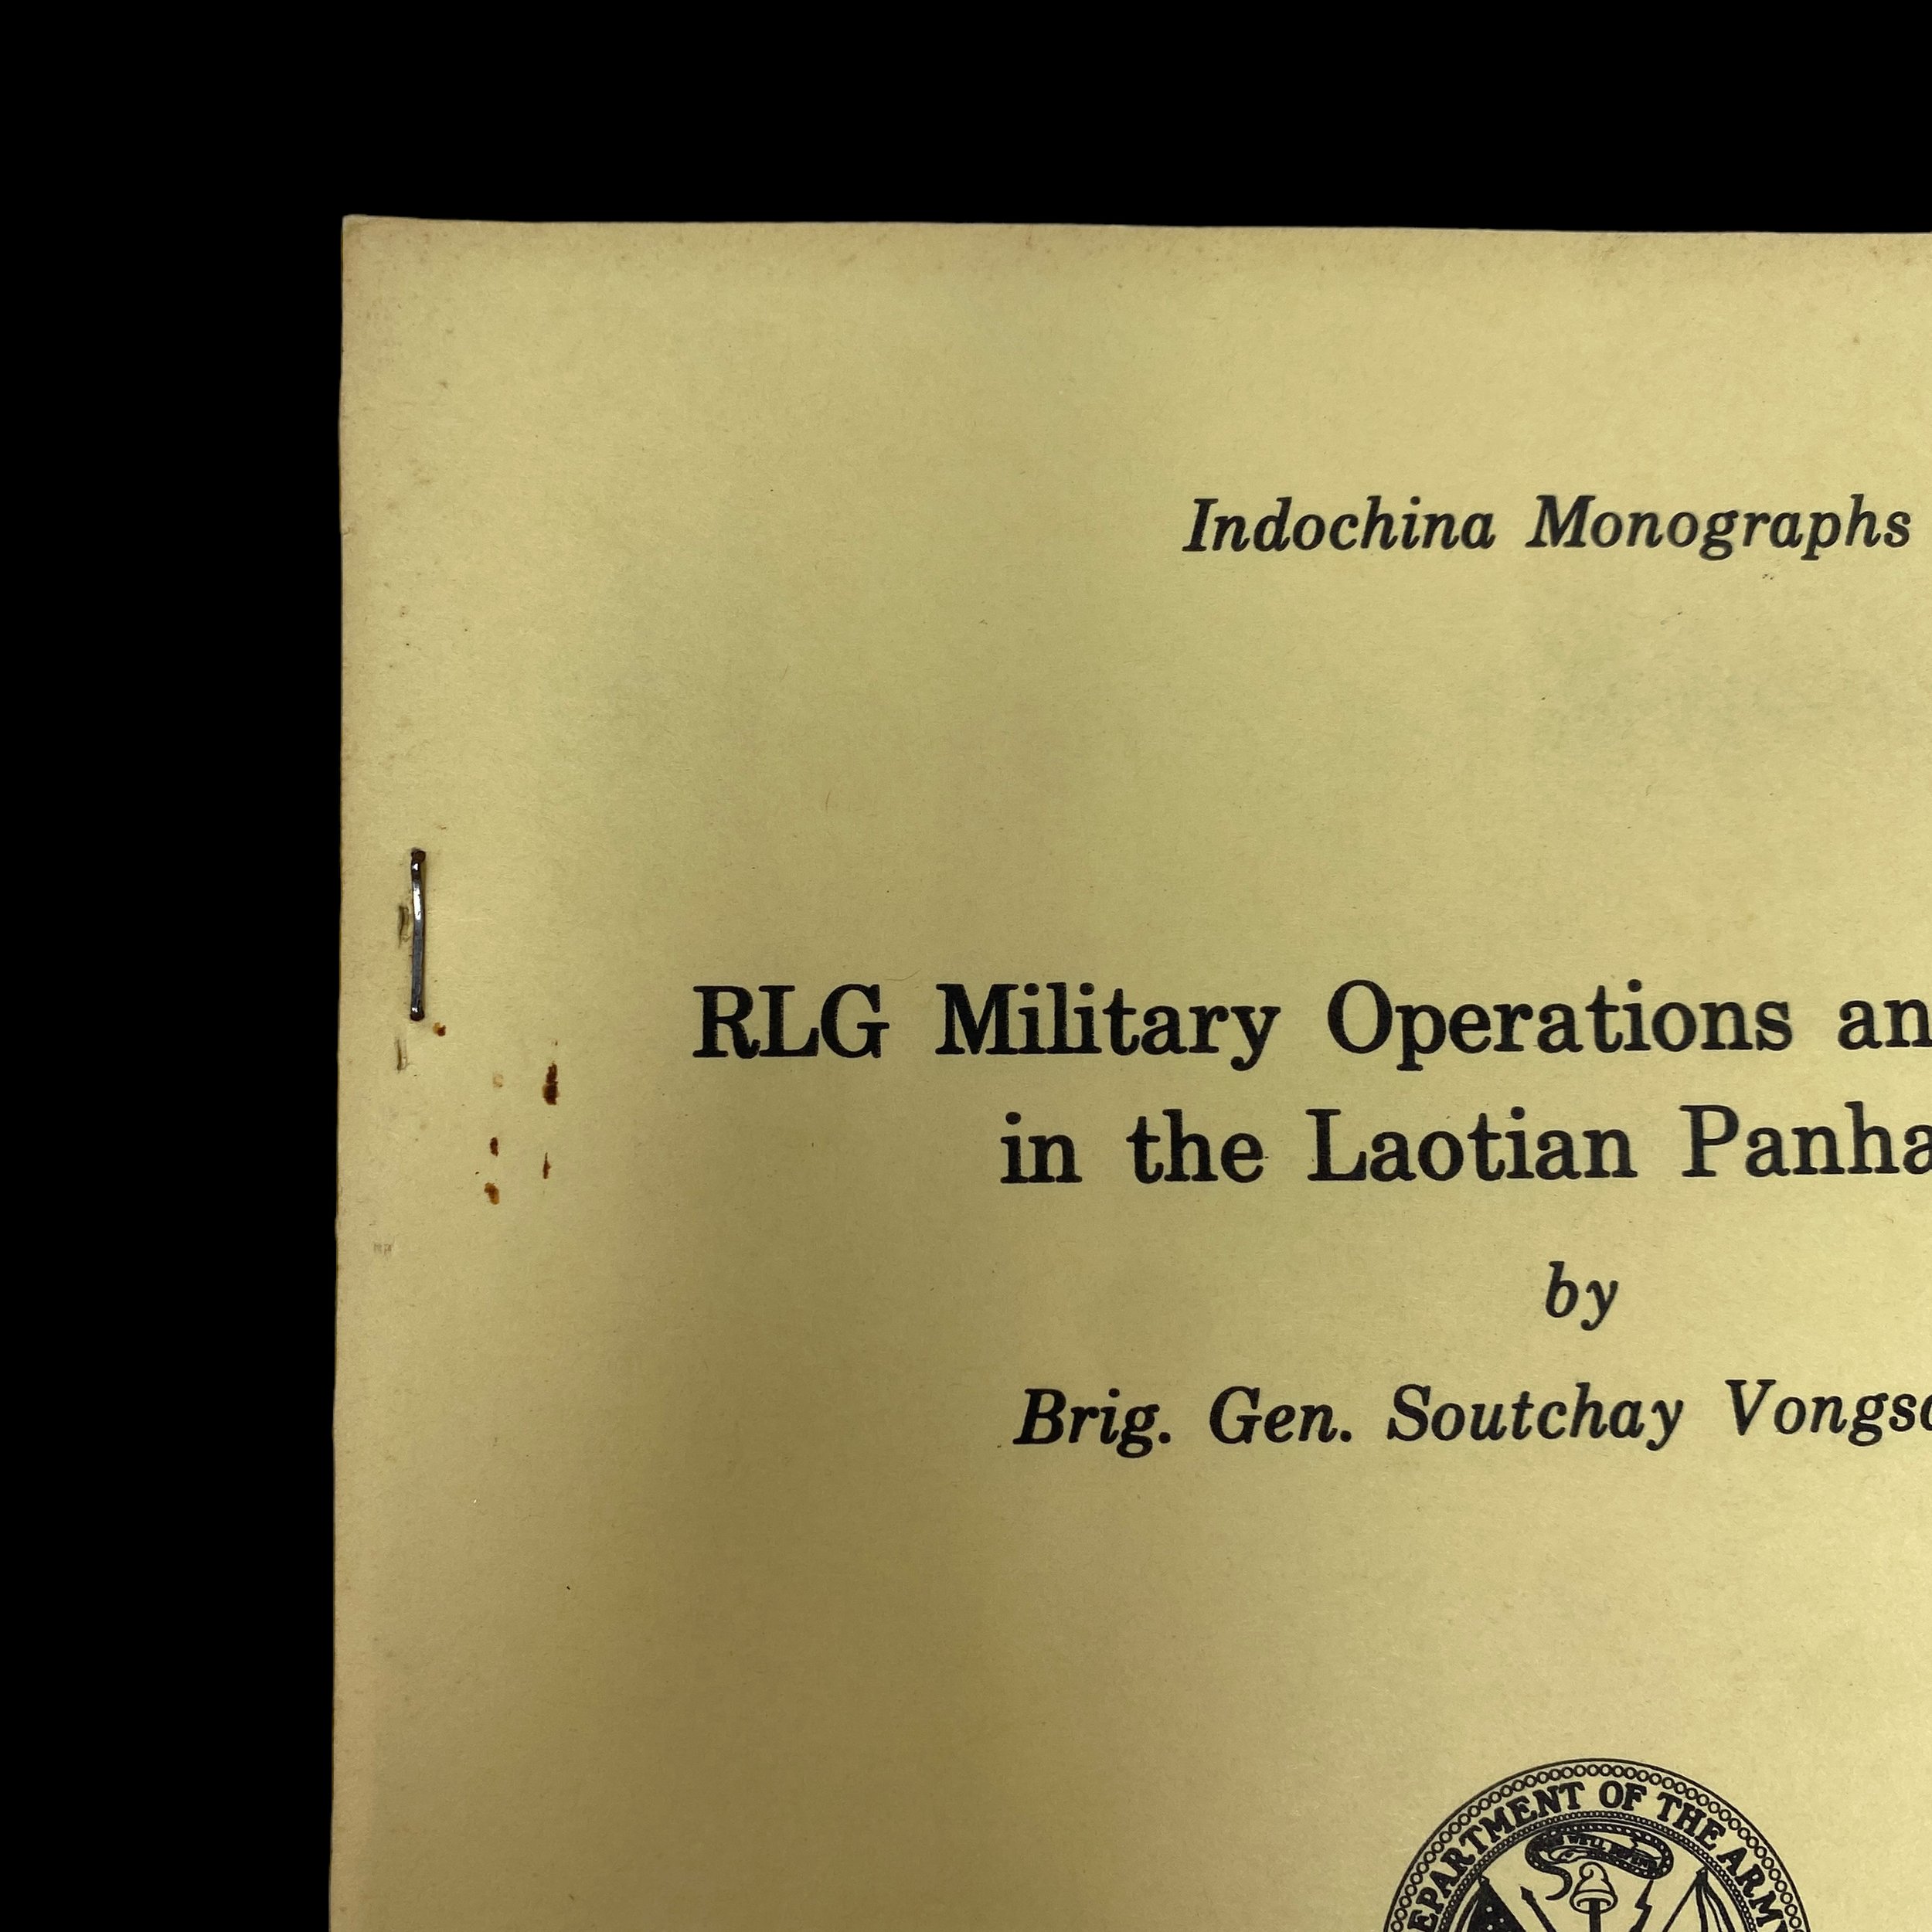 Indochina Monographs
RLG Military Operations an
in the Laotian Panha
by
Brig. Gen. Soutchay Vongs
DEPARTMENT OF THE ARMY